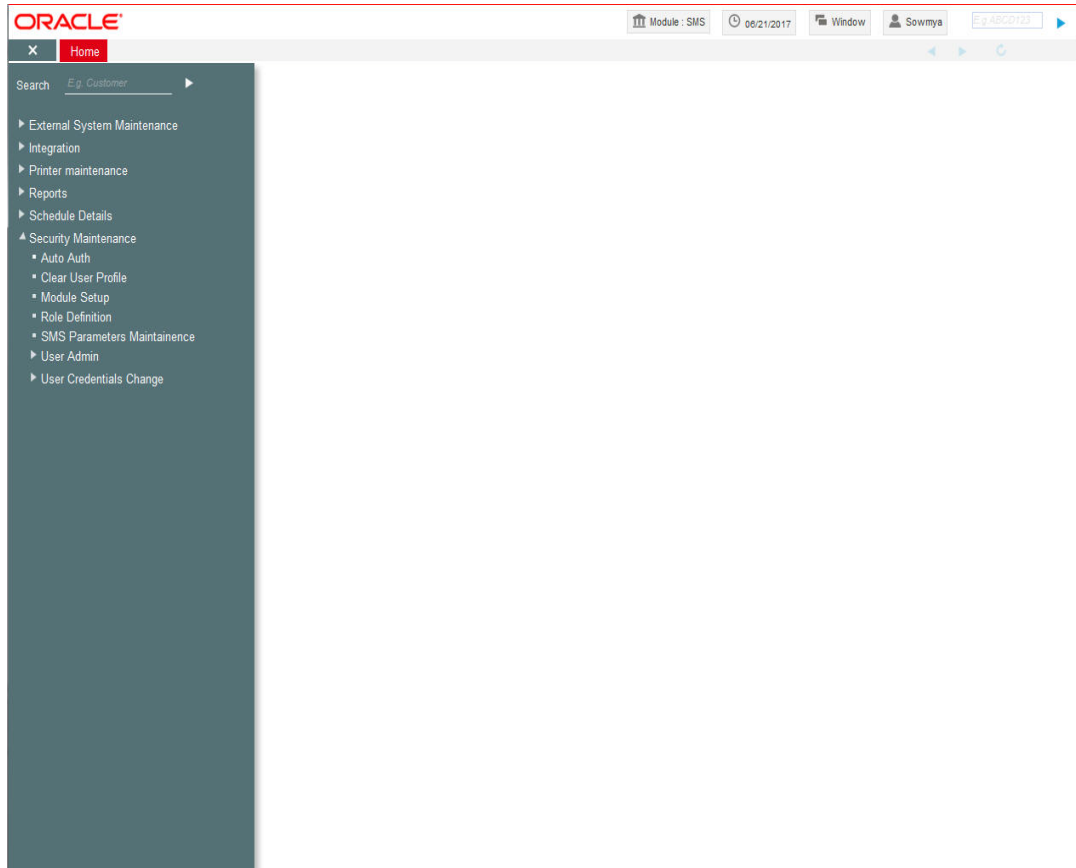 ORACLE®
Module : SMS
06/21/2017
Window
Sowmya
E.g.ABCD123
Home
Search E.g. Customer
External System Maintenance
Integration
Printer maintenance
Reports
Schedule Details
Security Maintenance
Auto Auth
Clear User Profile
Module Setup
Role Definition
SMS Parameters Maintainence
User Admin
User Credentials Change